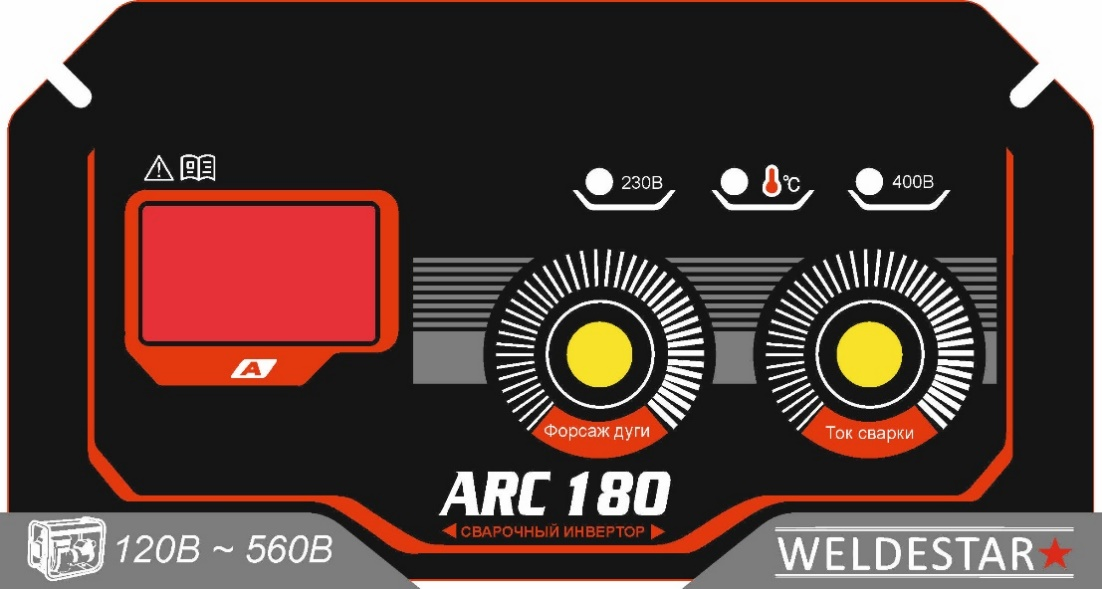 230В
°C
400В
A
Форсаж дуги
Ток сварки
ARC 180
СВАРОЧНЫЙ ИНВЕРТОР
120В ~ 560В
WELDESTAR